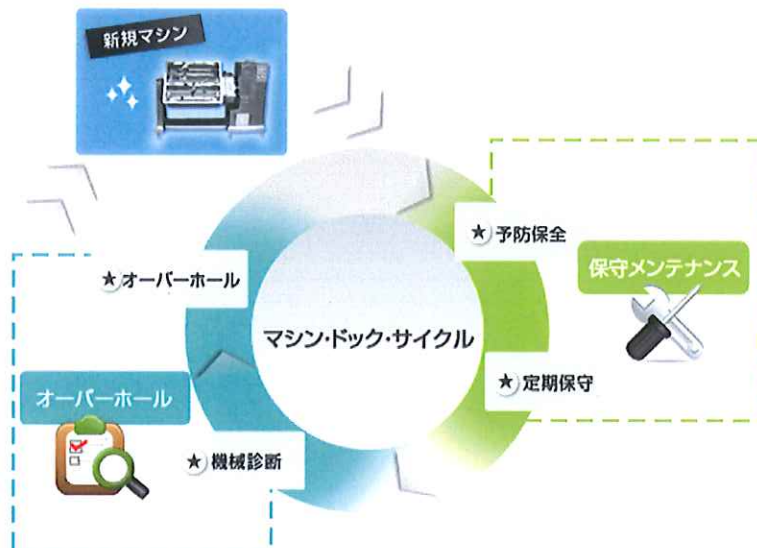 新規マシン
★予防保全
保守メンテナンス
★オーバーホール
マシン・ドック・サイクル
★定期保守
オーバーホール
★機械診断